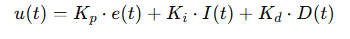 u(t) = K_p · e(t) + K_i · I(t) + K_d · D(t)